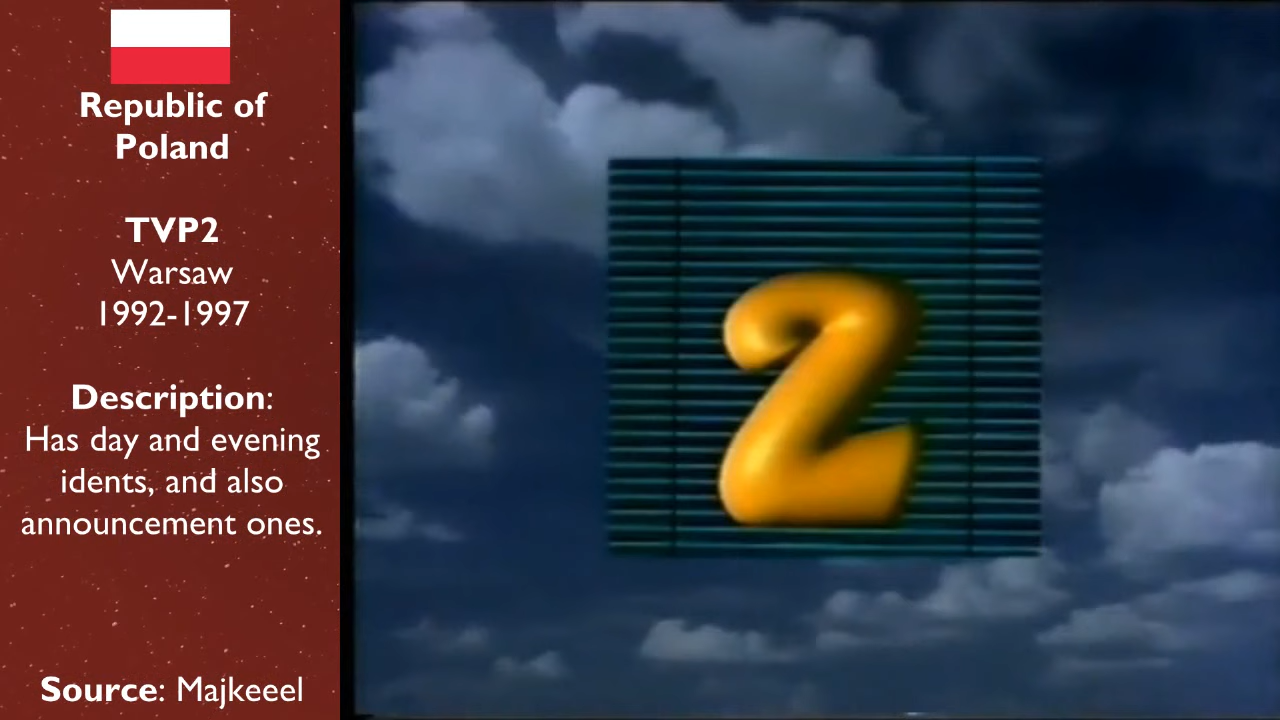 Republic of
Poland
TVP2
Warsaw
1992-1997
Description:
Has day and evening
idents, and also
announcement ones.
Source: Majkeeel
2